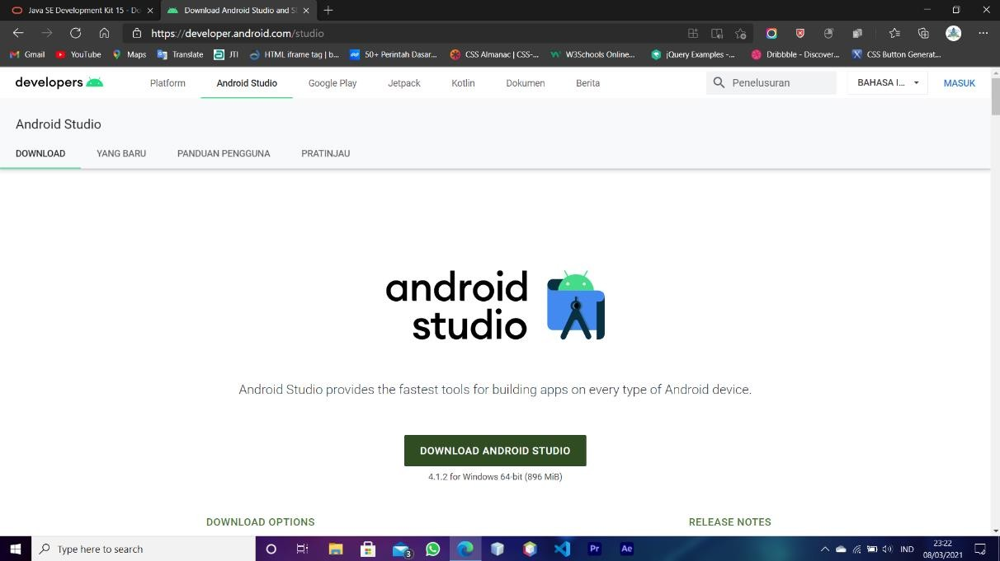 Java SE Development Kit 15 - Do
Download Android Studio and S
https://developer.android.com/studio
Gmail YouTube Maps Translate JTI HTML iframe tag | b... 50+ Perintah Dasar... CSS Almanac | CSS-... W3Schools Online... jQuery Examples -... Dribbble - Discover... CSS Button Generat...
developers Platform Android Studio Google Play Jetpack Kotlin Dokumen Berita Penelusuran BAHASA I... MASUK
Android Studio
DOWNLOAD YANG BARU PANDUAN PENGGUNA PRATINJAU
android
studio
Android Studio provides the fastest tools for building apps on every type of Android device.
DOWNLOAD ANDROID STUDIO
4.1.2 for Windows 64-bit (896 MiB)
DOWNLOAD OPTIONS RELEASE NOTES
Type here to search 3 Pr Ae IND 23:22
08/03/2021